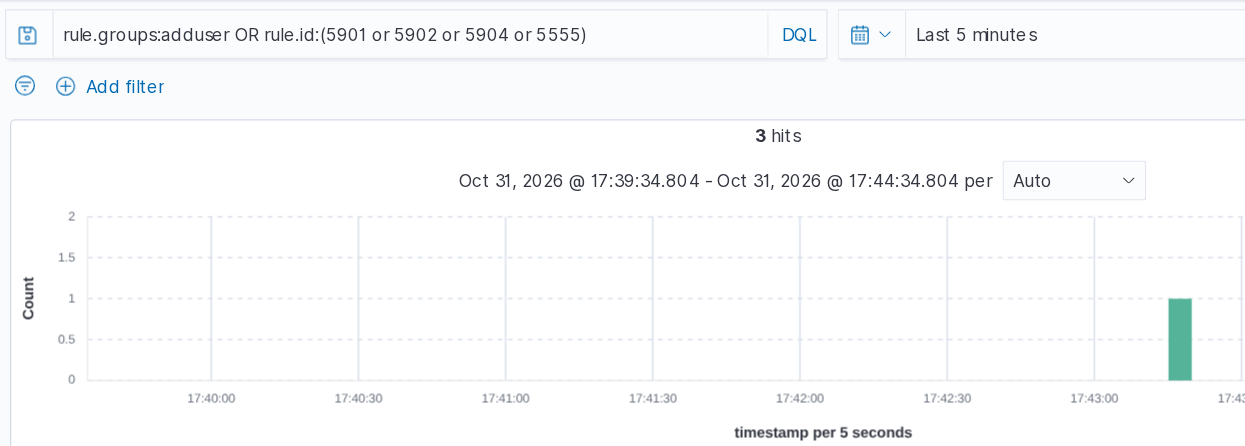 rule.groups:adduser OR rule.id:(5901 or 5902 or 5904 or 5555) DQL Last 5 minutes
Add filter
3 hits
Oct 31, 2026 @ 17:39:34.804 - Oct 31, 2026 @ 17:44:34.804 per Auto
2
1.5
1
0.5
0
Count
17:40:00 17:40:30 17:41:00 17:41:30 17:42:00 17:42:30 17:43:00 17:43
timestamp per 5 seconds